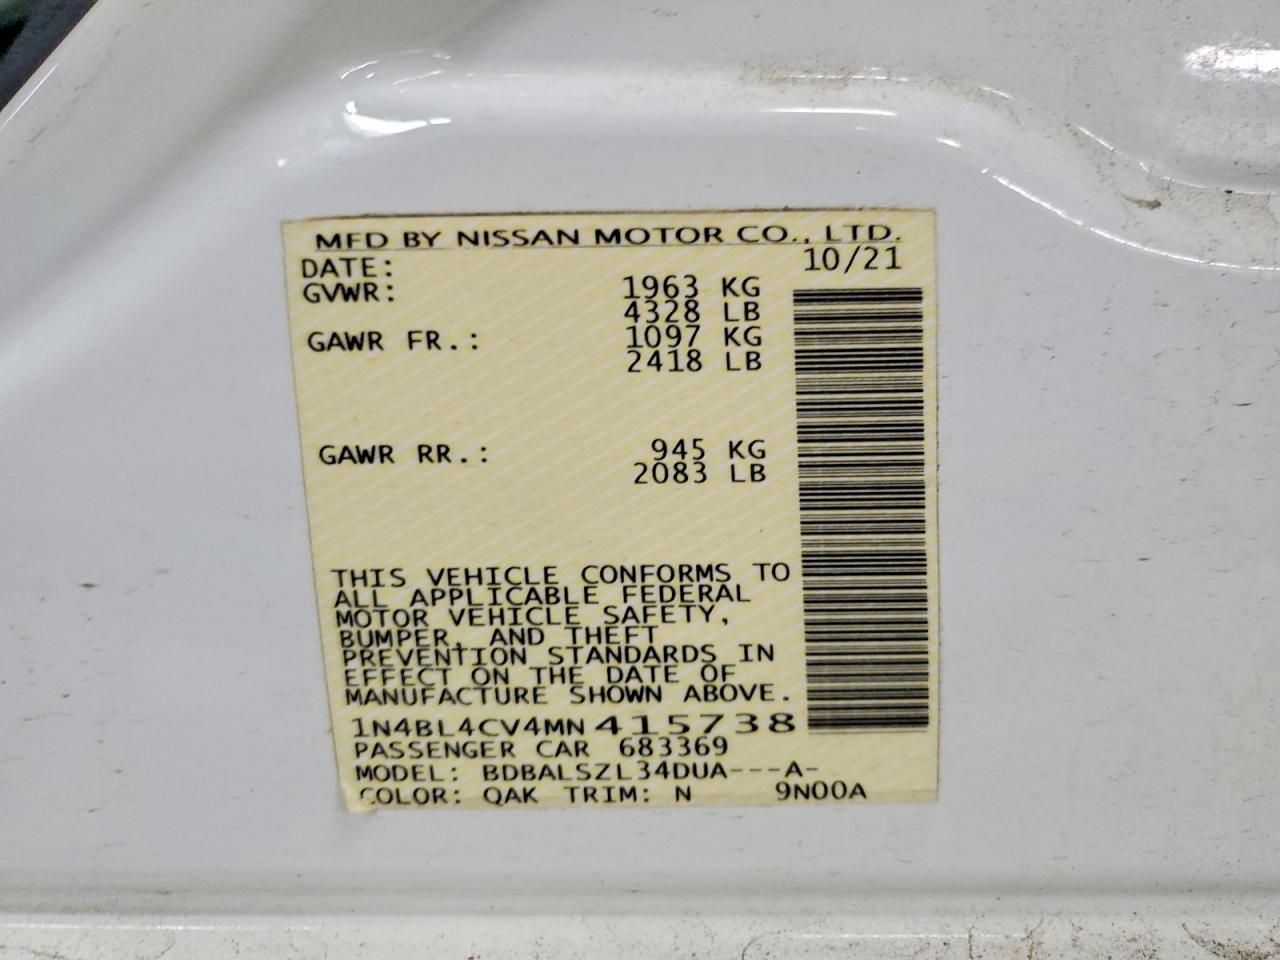 MFD BY NISSAN MOTOR CO., LTD.
DATE: 10/21
GVWR: 1963 KG
4328 LB
GAWR FR.: 1097 KG
2418 LB
GAWR RR.: 945 KG
2083 LB
THIS VEHICLE CONFORMS TO
ALL APPLICABLE FEDERAL
MOTOR VEHICLE SAFETY,
BUMPER, AND THEFT
PREVENTION STANDARDS IN
EFFECT ON THE DATE OF
MANUFACTURE SHOWN ABOVE.
1N4BL4CV4MN415738
PASSENGER CAR 683369
MODEL: BDBALSZL34DUA---A-
COLOR: QAK TRIM: N 9N00A